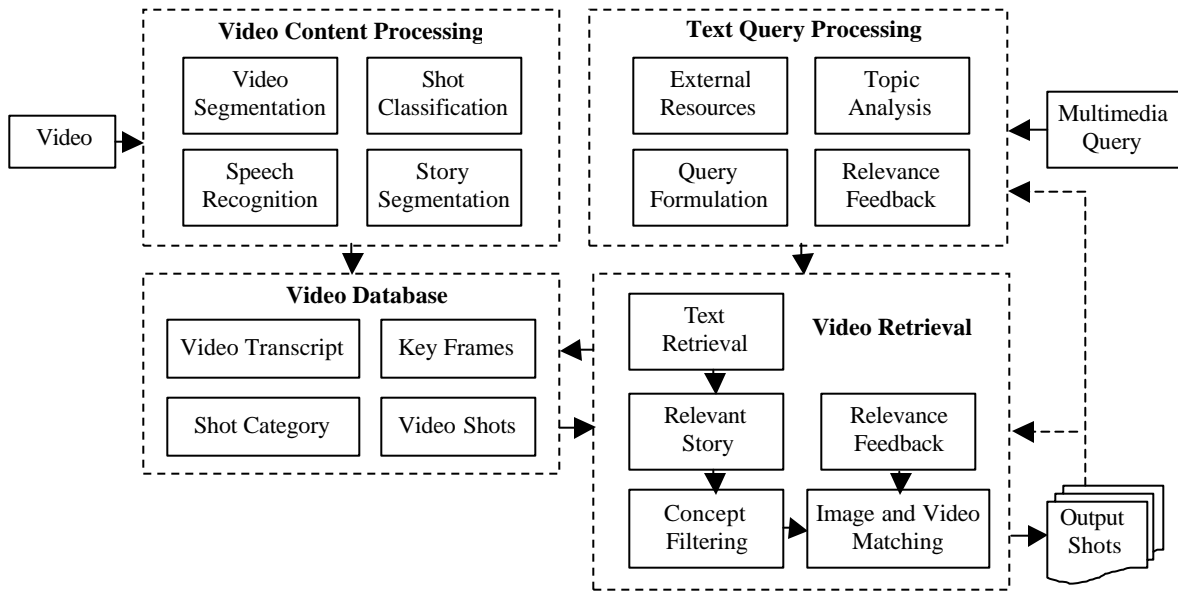 Video Content Processing
Video
Segmentation
Shot
Classification
Speech
Recognition
Story
Segmentation
Video
Text Query Processing
External
Resources
Topic
Analysis
Query
Formulation
Relevance
Feedback
Multimedia
Query
Video Database
Video Transcript
Key Frames
Shot Category
Video Shots
Video Retrieval
Text
Retrieval
Relevant
Story
Relevance
Feedback
Concept
Filtering
Image and Video
Matching
Output
Shots